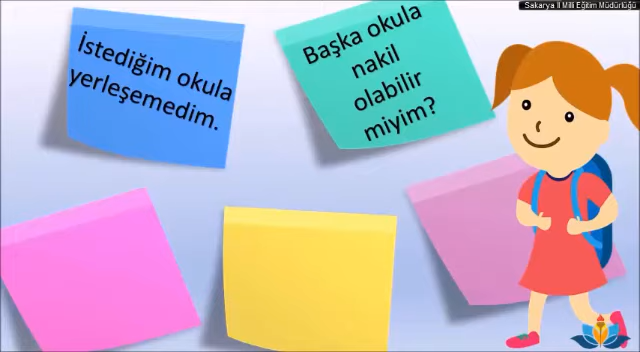 Sakarya İl Milli Eğitim Müdürlüğü
İstediğim okula
yerleşemedim.
Başka okula
nakil
olabilir
miyim?